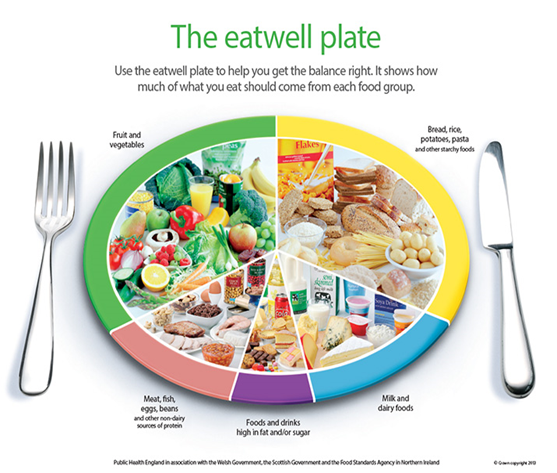 The eatwell plate
Use the eatwell plate to help you get the balance right. It shows how
much of what you eat should come from each food group.
Fruit and
vegetables
Bread, rice,
potatoes, pasta
and other starchy foods
Flakes
Meat, fish,
eggs, beans
and other non-dairy
sources of protein
Foods and drinks
high in fat and/or sugar
Milk and
dairy foods
Public Health England in association with the Welsh Government, the Scottish Government and the Food Standards Agency in Northern Ireland